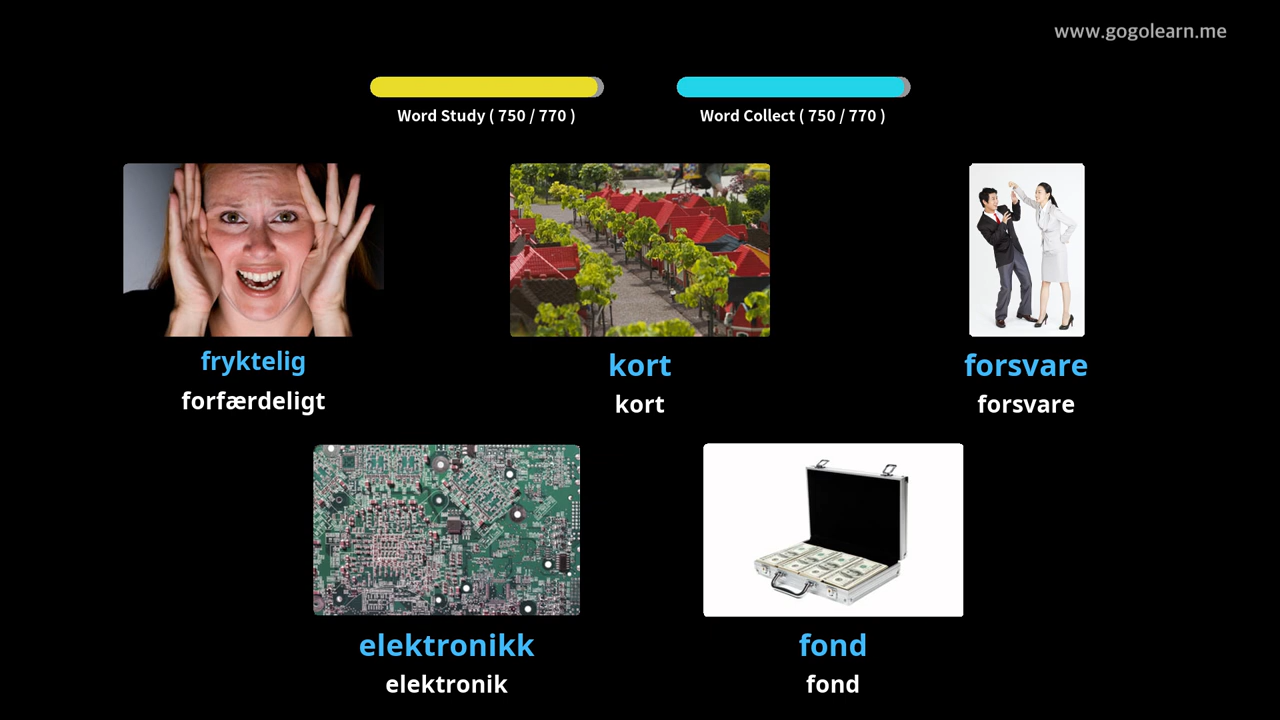 www.gogolearn.me
Word Study ( 750 / 770 )
Word Collect ( 750 / 770 )
fryktelig
forfærdeligt
kort
kort
forsvare
forsvare
elektronikk
elektronik
fond
fond